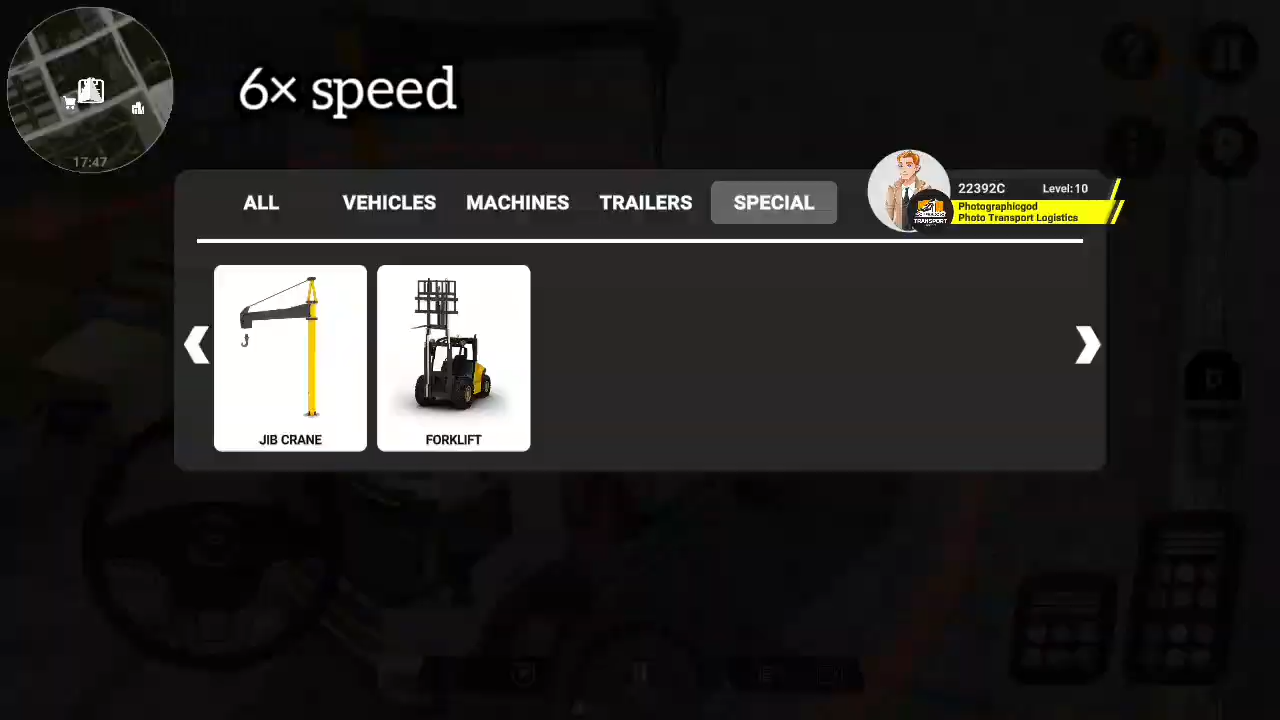 6× speed
17:47
ALL VEHICLES MACHINES TRAILERS SPECIAL
22392C Level:10
Photographicgod
Photo Transport Logistics
TRANSPORT
JIB CRANE FORKLIFT